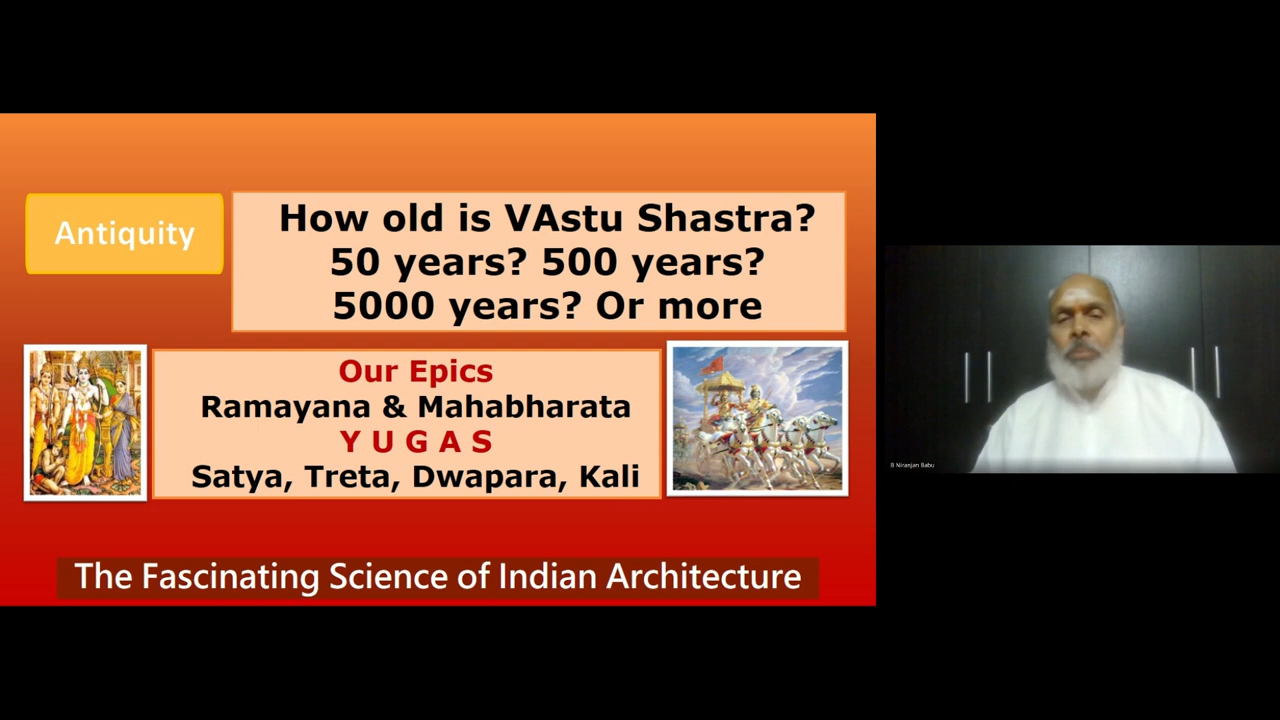 Antiquity
How old is VAstu Shastra?
50 years? 500 years?
5000 years? Or more
Our Epics
Ramayana & Mahabharata
Y U G A S
Satya, Treta, Dwapara, Kali
The Fascinating Science of Indian Architecture
B Niranjan Babu